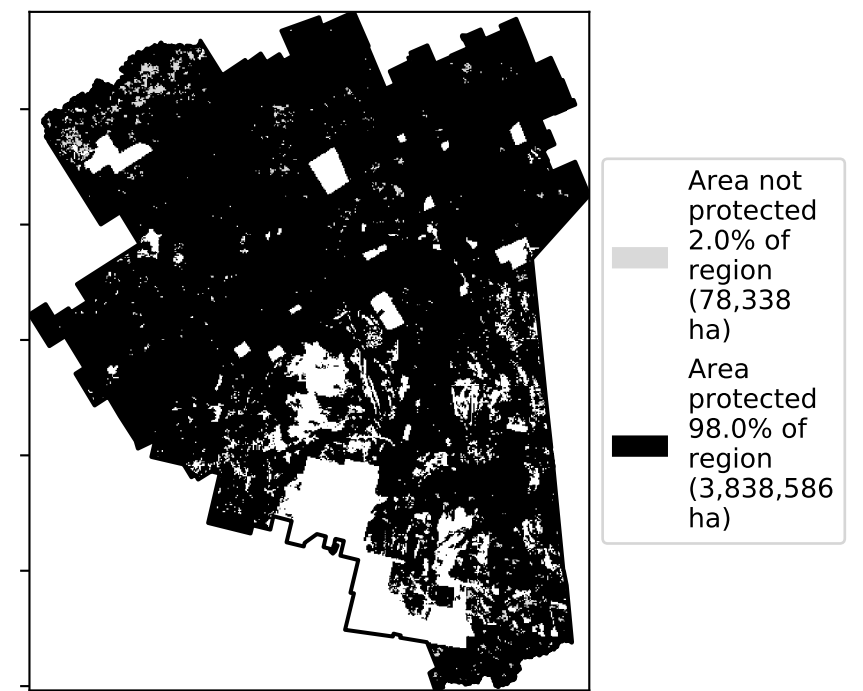 Area not
protected
2.0% of
region
(78,338
ha)
Area
protected
98.0% of
region
(3,838,586
ha)